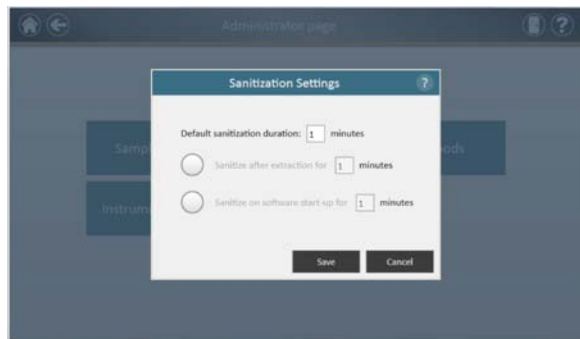 Administrator page
?
Sanitization Settings
?
Default sanitization duration: 1 minutes
Sampl
ods
Sanitize after extraction for 1 minutes
Instrum
Sanitize on software start-up for 1 minutes
Save
Cancel